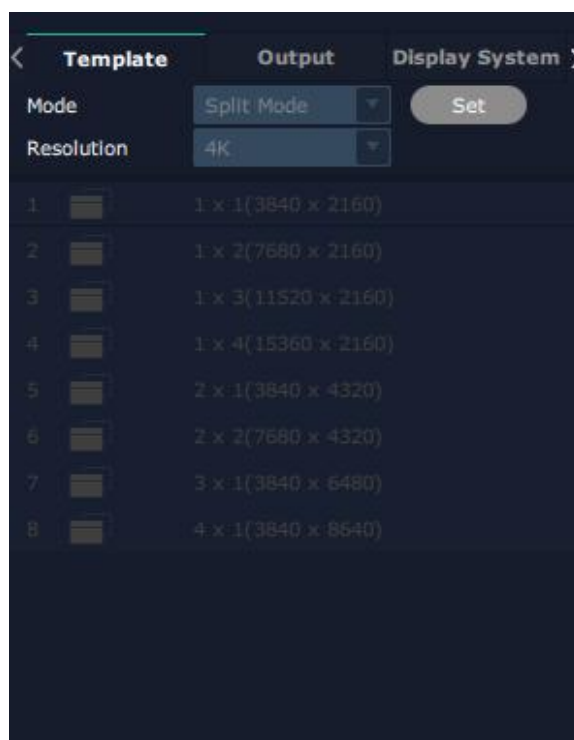 Template Output Display System
Mode Split Mode Set
Resolution 4K
1 1 x 1(3840 x 2160)
2 1 x 2(7680 x 2160)
3 1 x 3(11520 x 2160)
4 1 x 4(15360 x 2160)
5 2 x 1(3840 x 4320)
6 2 x 2(7680 x 4320)
7 3 x 1(3840 x 6480)
8 4 x 1(3840 x 8640)